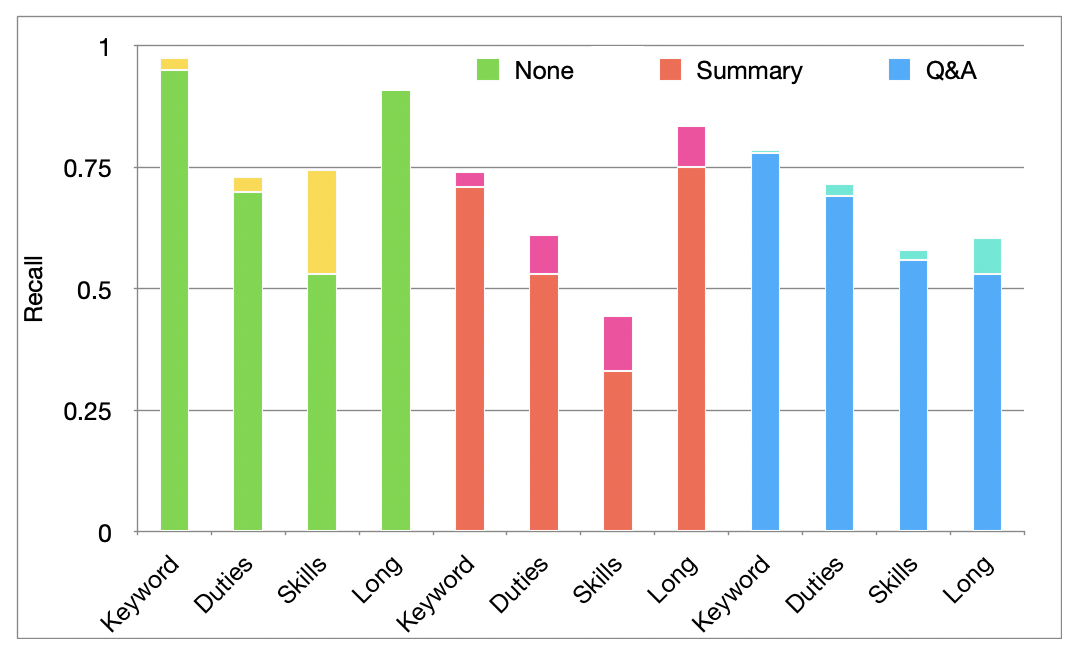 1
None
Summary
Q&A
0.75
0.5
0.25
0
Recall
Keyword
Duties
Skills
Long
Keyword
Duties
Skills
Long
Keyword
Duties
Skills
Long